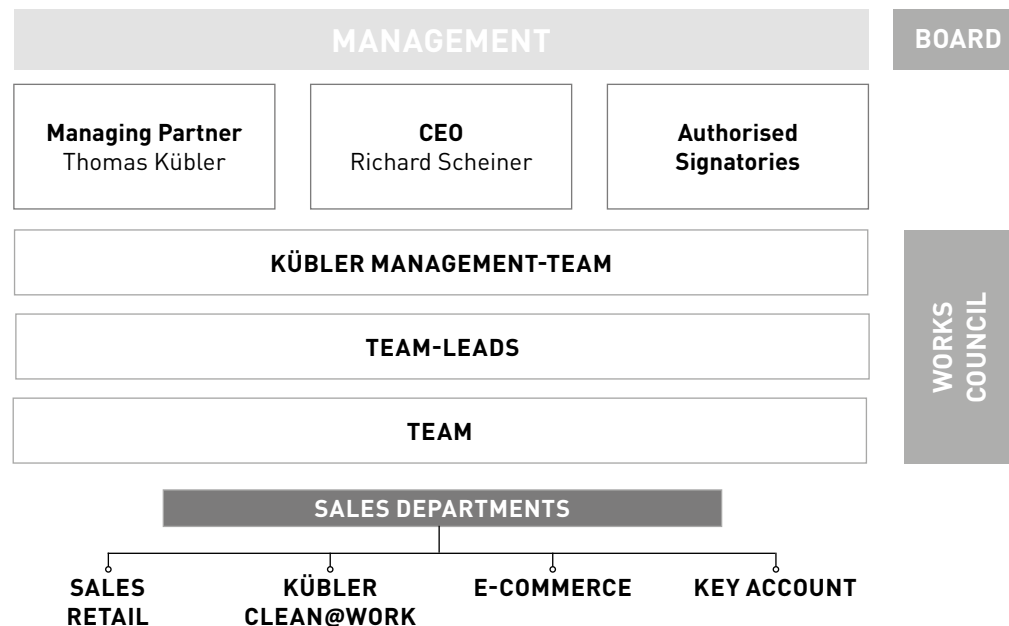 MANAGEMENT
BOARD
Managing Partner
Thomas Kübler
CEO
Richard Scheiner
Authorised
Signatories
KÜBLER MANAGEMENT-TEAM
TEAM-LEADS
TEAM
WORKS
COUNCIL
SALES DEPARTMENTS
SALES
RETAIL
KÜBLER
CLEAN@WORK
E-COMMERCE
KEY ACCOUNT